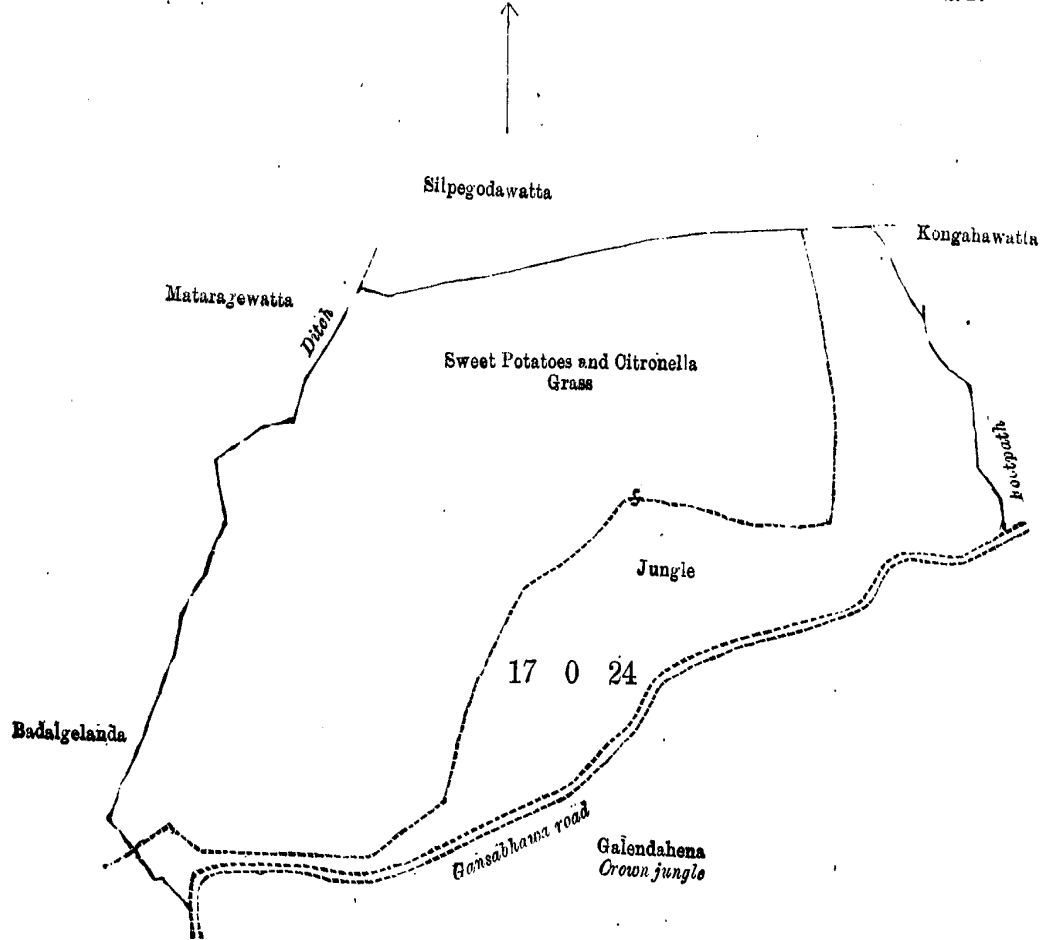 Silpegodawatta
Kongahawatta
Mataragewatta
Ditch
Sweet Potatoes and Citronella
Grass
Footpath
Jungle
17 0 24
Badalgelanda
Gansabhawa road
Galendahena
Crown jungle